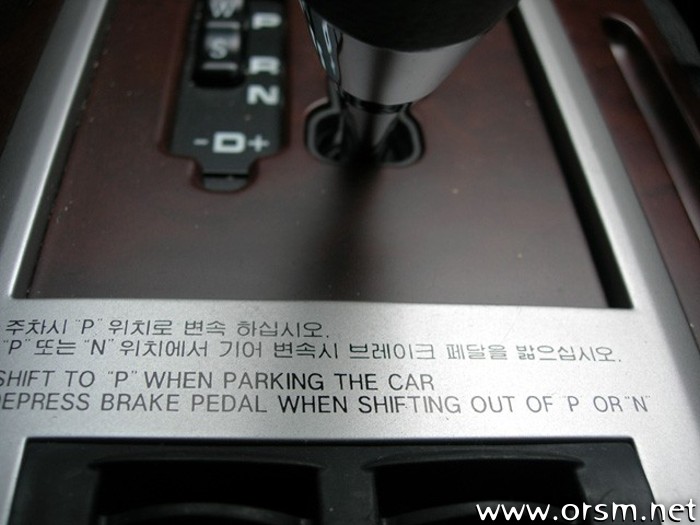 W
S
P
R
N
-D+
주차시 "P" 위치로 변속 하십시오.
"P" 또는 "N" 위치에서 기어 변속시 브레이크 페달을 밟으십시오.
SHIFT TO "P" WHEN PARKING THE CAR
DEPRESS BRAKE PEDAL WHEN SHIFTING OUT OF "P" OR "N"
www.orsm.net